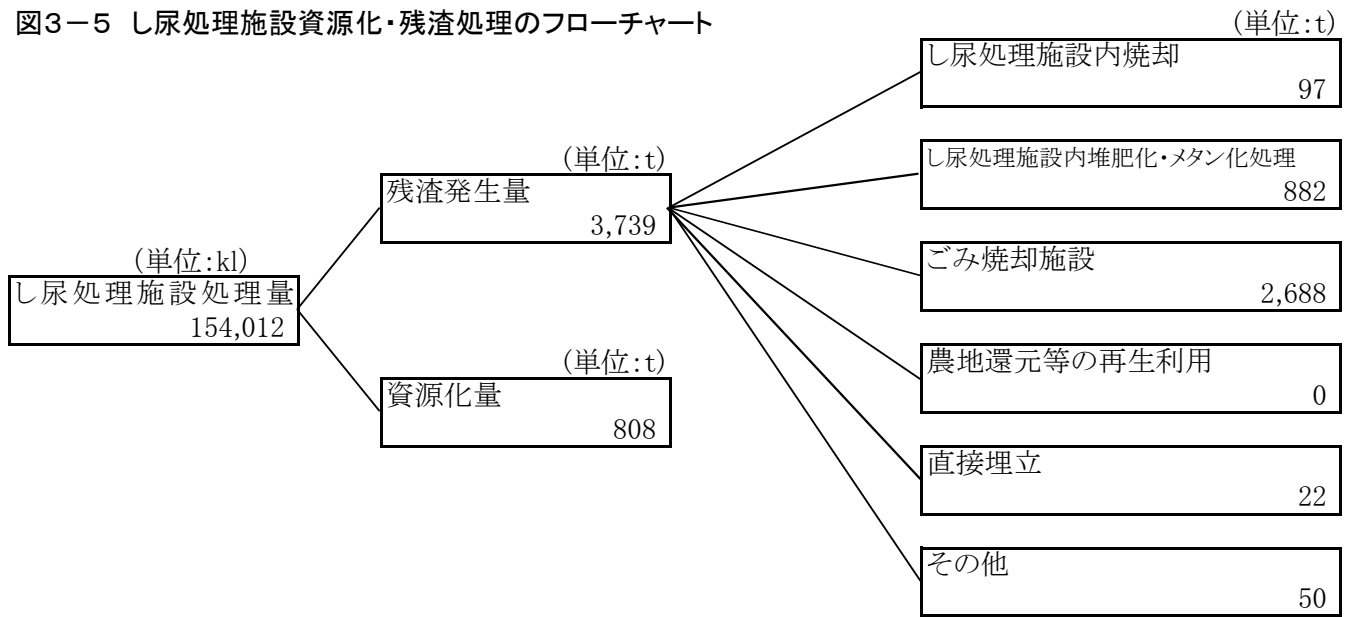 図3-5 し尿処理施設資源化・残渣処理のフローチャート
(単位:kl)
し尿処理施設処理量
154,012
(単位:t)
残渣発生量
3,739
(単位:t)
資源化量
808
(単位:t)
し尿処理施設内焼却
97
し尿処理施設内堆肥化・メタン化処理
882
ごみ焼却施設
2,688
農地還元等の再生利用
0
直接埋立
22
その他
50